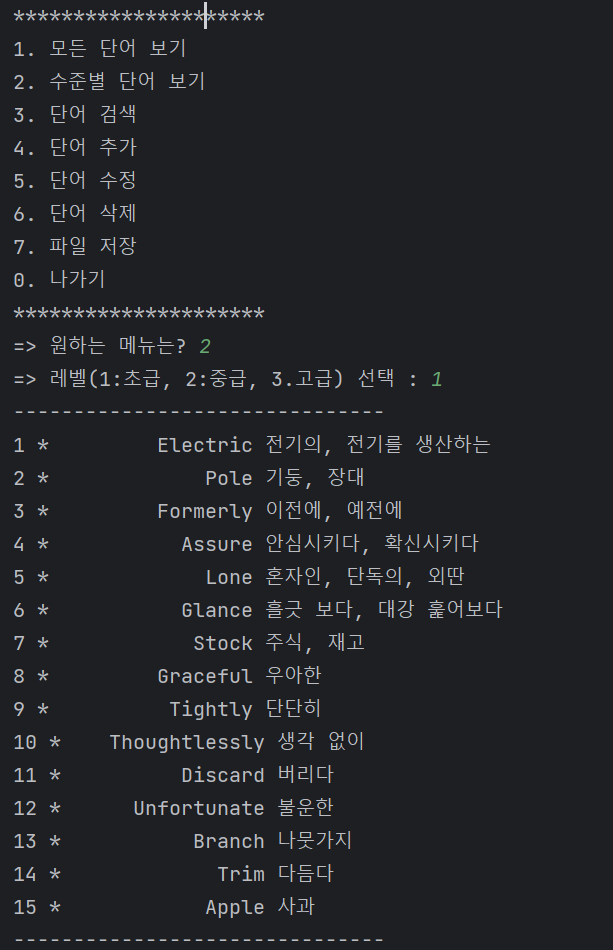 *********************
1. 모든 단어 보기
2. 수준별 단어 보기
3. 단어 검색
4. 단어 추가
5. 단어 수정
6. 단어 삭제
7. 파일 저장
0. 나가기
*********************
=> 원하는 메뉴는? 2
=> 레벨(1:초급, 2:중급, 3.고급) 선택 : 1
-------------------------------
1 *         Electric 전기의, 전기를 생산하는
2 *             Pole 기둥, 장대
3 *         Formerly 이전에, 예전에
4 *           Assure 안심시키다, 확신시키다
5 *             Lone 혼자인, 단독의, 외딴
6 *           Glance 흘긋 보다, 대강 훑어보다
7 *            Stock 주식, 재고
8 *         Graceful 우아한
9 *          Tightly 단단히
10 *    Thoughtlessly 생각 없이
11 *          Discard 버리다
12 *      Unfortunate 불운한
13 *           Branch 나뭇가지
14 *             Trim 다듬다
15 *            Apple 사과
-------------------------------